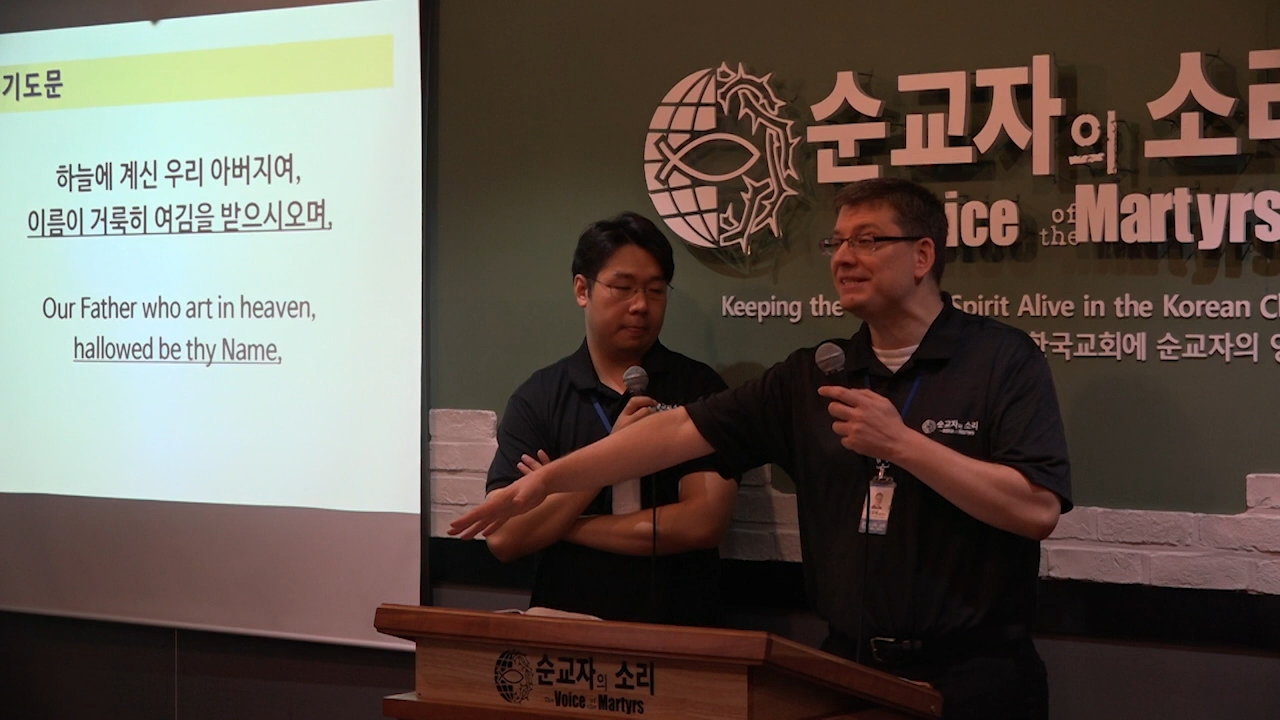 기도문
하늘에 계신 우리 아버지여,
이름이 거룩히 여김을 받으시오며,
Our Father who art in heaven,
hallowed be thy Name,
순교자의 소리
Voice of the Martyrs
Keeping the Spirit Alive in the Korean
한국교회에 순교자의
순교자의 소리
순교자의 소리
The Voice of the Martyrs